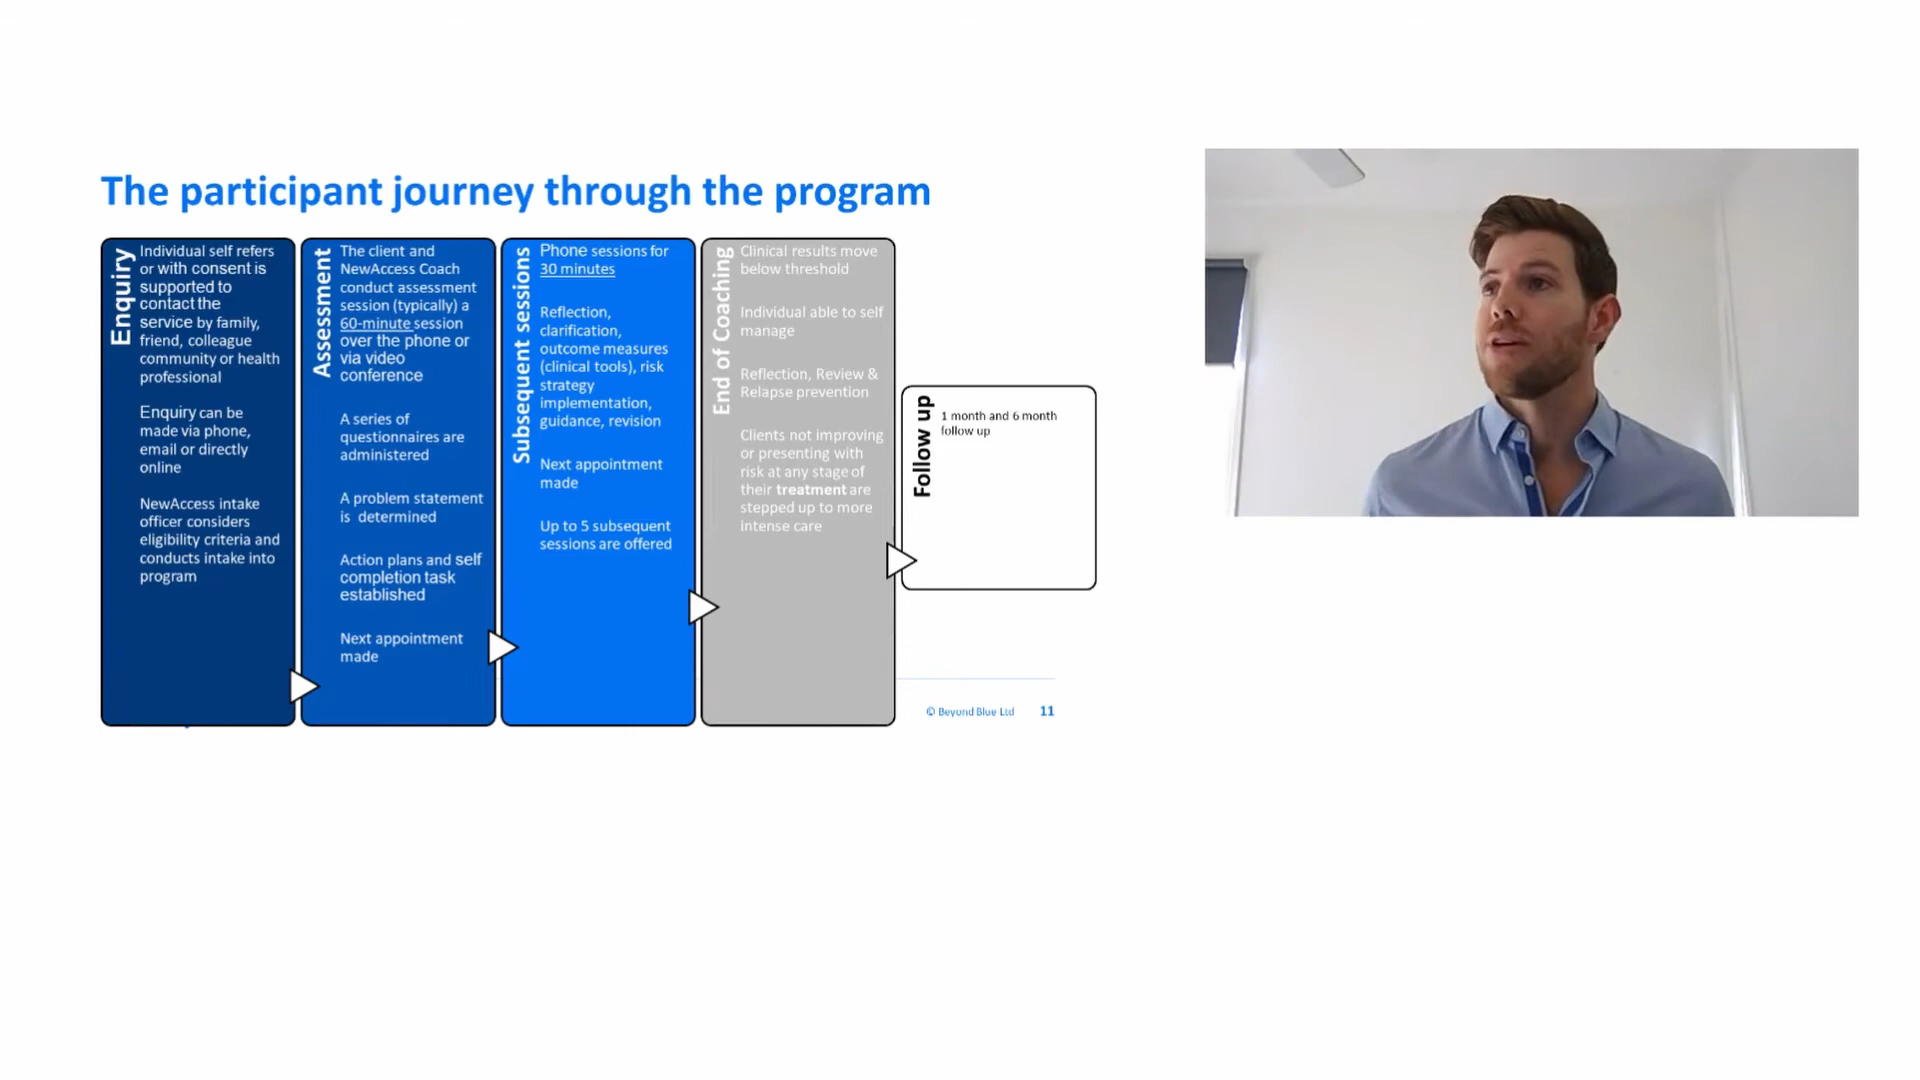 The participant journey through the program
Enquiry
Individual self refers
or with consent is
supported to
contact the
service by family,
friend, colleague
community or health
professional
Enquiry can be
made via phone,
email or directly
online
NewAccess intake
officer considers
eligibility criteria and
conducts intake into
program
Assessment
The client and
NewAccess Coach
conduct assessment
session (typically) a
60-minute session
over the phone or
via video
conference
A series of
questionnaires are
administered
A problem statement
is determined
Action plans and self
completion task
established
Next appointment
made
Subsequent sessions
Phone sessions for
30 minutes
Reflection,
clarification,
outcome measures
(clinical tools), risk
strategy
implementation,
guidance, revision
Next appointment
made
Up to 5 subsequent
sessions are offered
End of Coaching
Clinical results move
below threshold
Individual able to self
manage
Reflection, Review &
Relapse prevention
Clients not improving
or presenting with
risk at any stage of
their treatment are
stepped up to more
intense care
Follow up
1 month and 6 month
follow up
© Beyond Blue Ltd 11